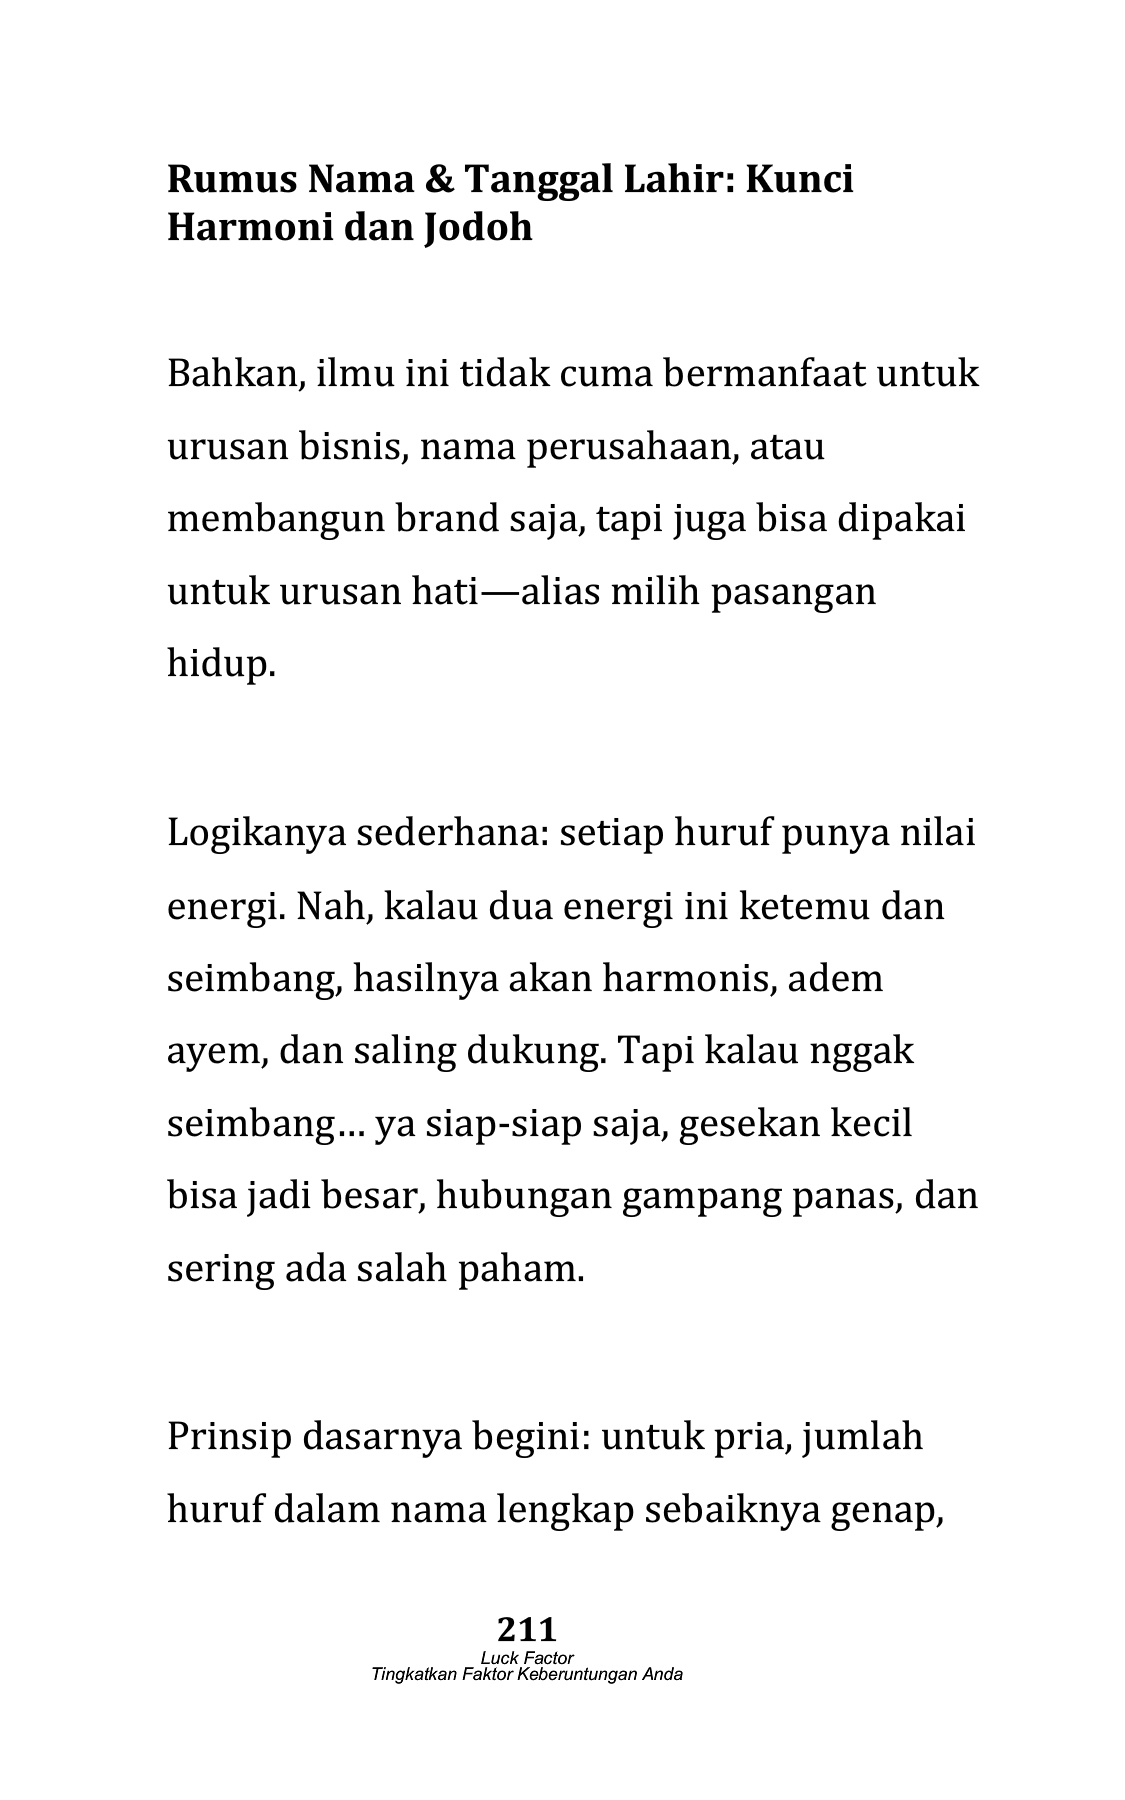 Rumus Nama & Tanggal Lahir: Kunci
Harmoni dan Jodoh
Bahkan, ilmu ini tidak cuma bermanfaat untuk
urusan bisnis, nama perusahaan, atau
membangun brand saja, tapi juga bisa dipakai
untuk urusan hati—alias milih pasangan
hidup.
Logikanya sederhana: setiap huruf punya nilai
energi. Nah, kalau dua energi ini ketemu dan
seimbang, hasilnya akan harmonis, adem
ayem, dan saling dukung. Tapi kalau nggak
seimbang… ya siap-siap saja, gesekan kecil
bisa jadi besar, hubungan gampang panas, dan
sering ada salah paham.
Prinsip dasarnya begini: untuk pria, jumlah
huruf dalam nama lengkap sebaiknya genap,
211
Luck Factor
Tingkatkan Faktor Keberuntungan Anda